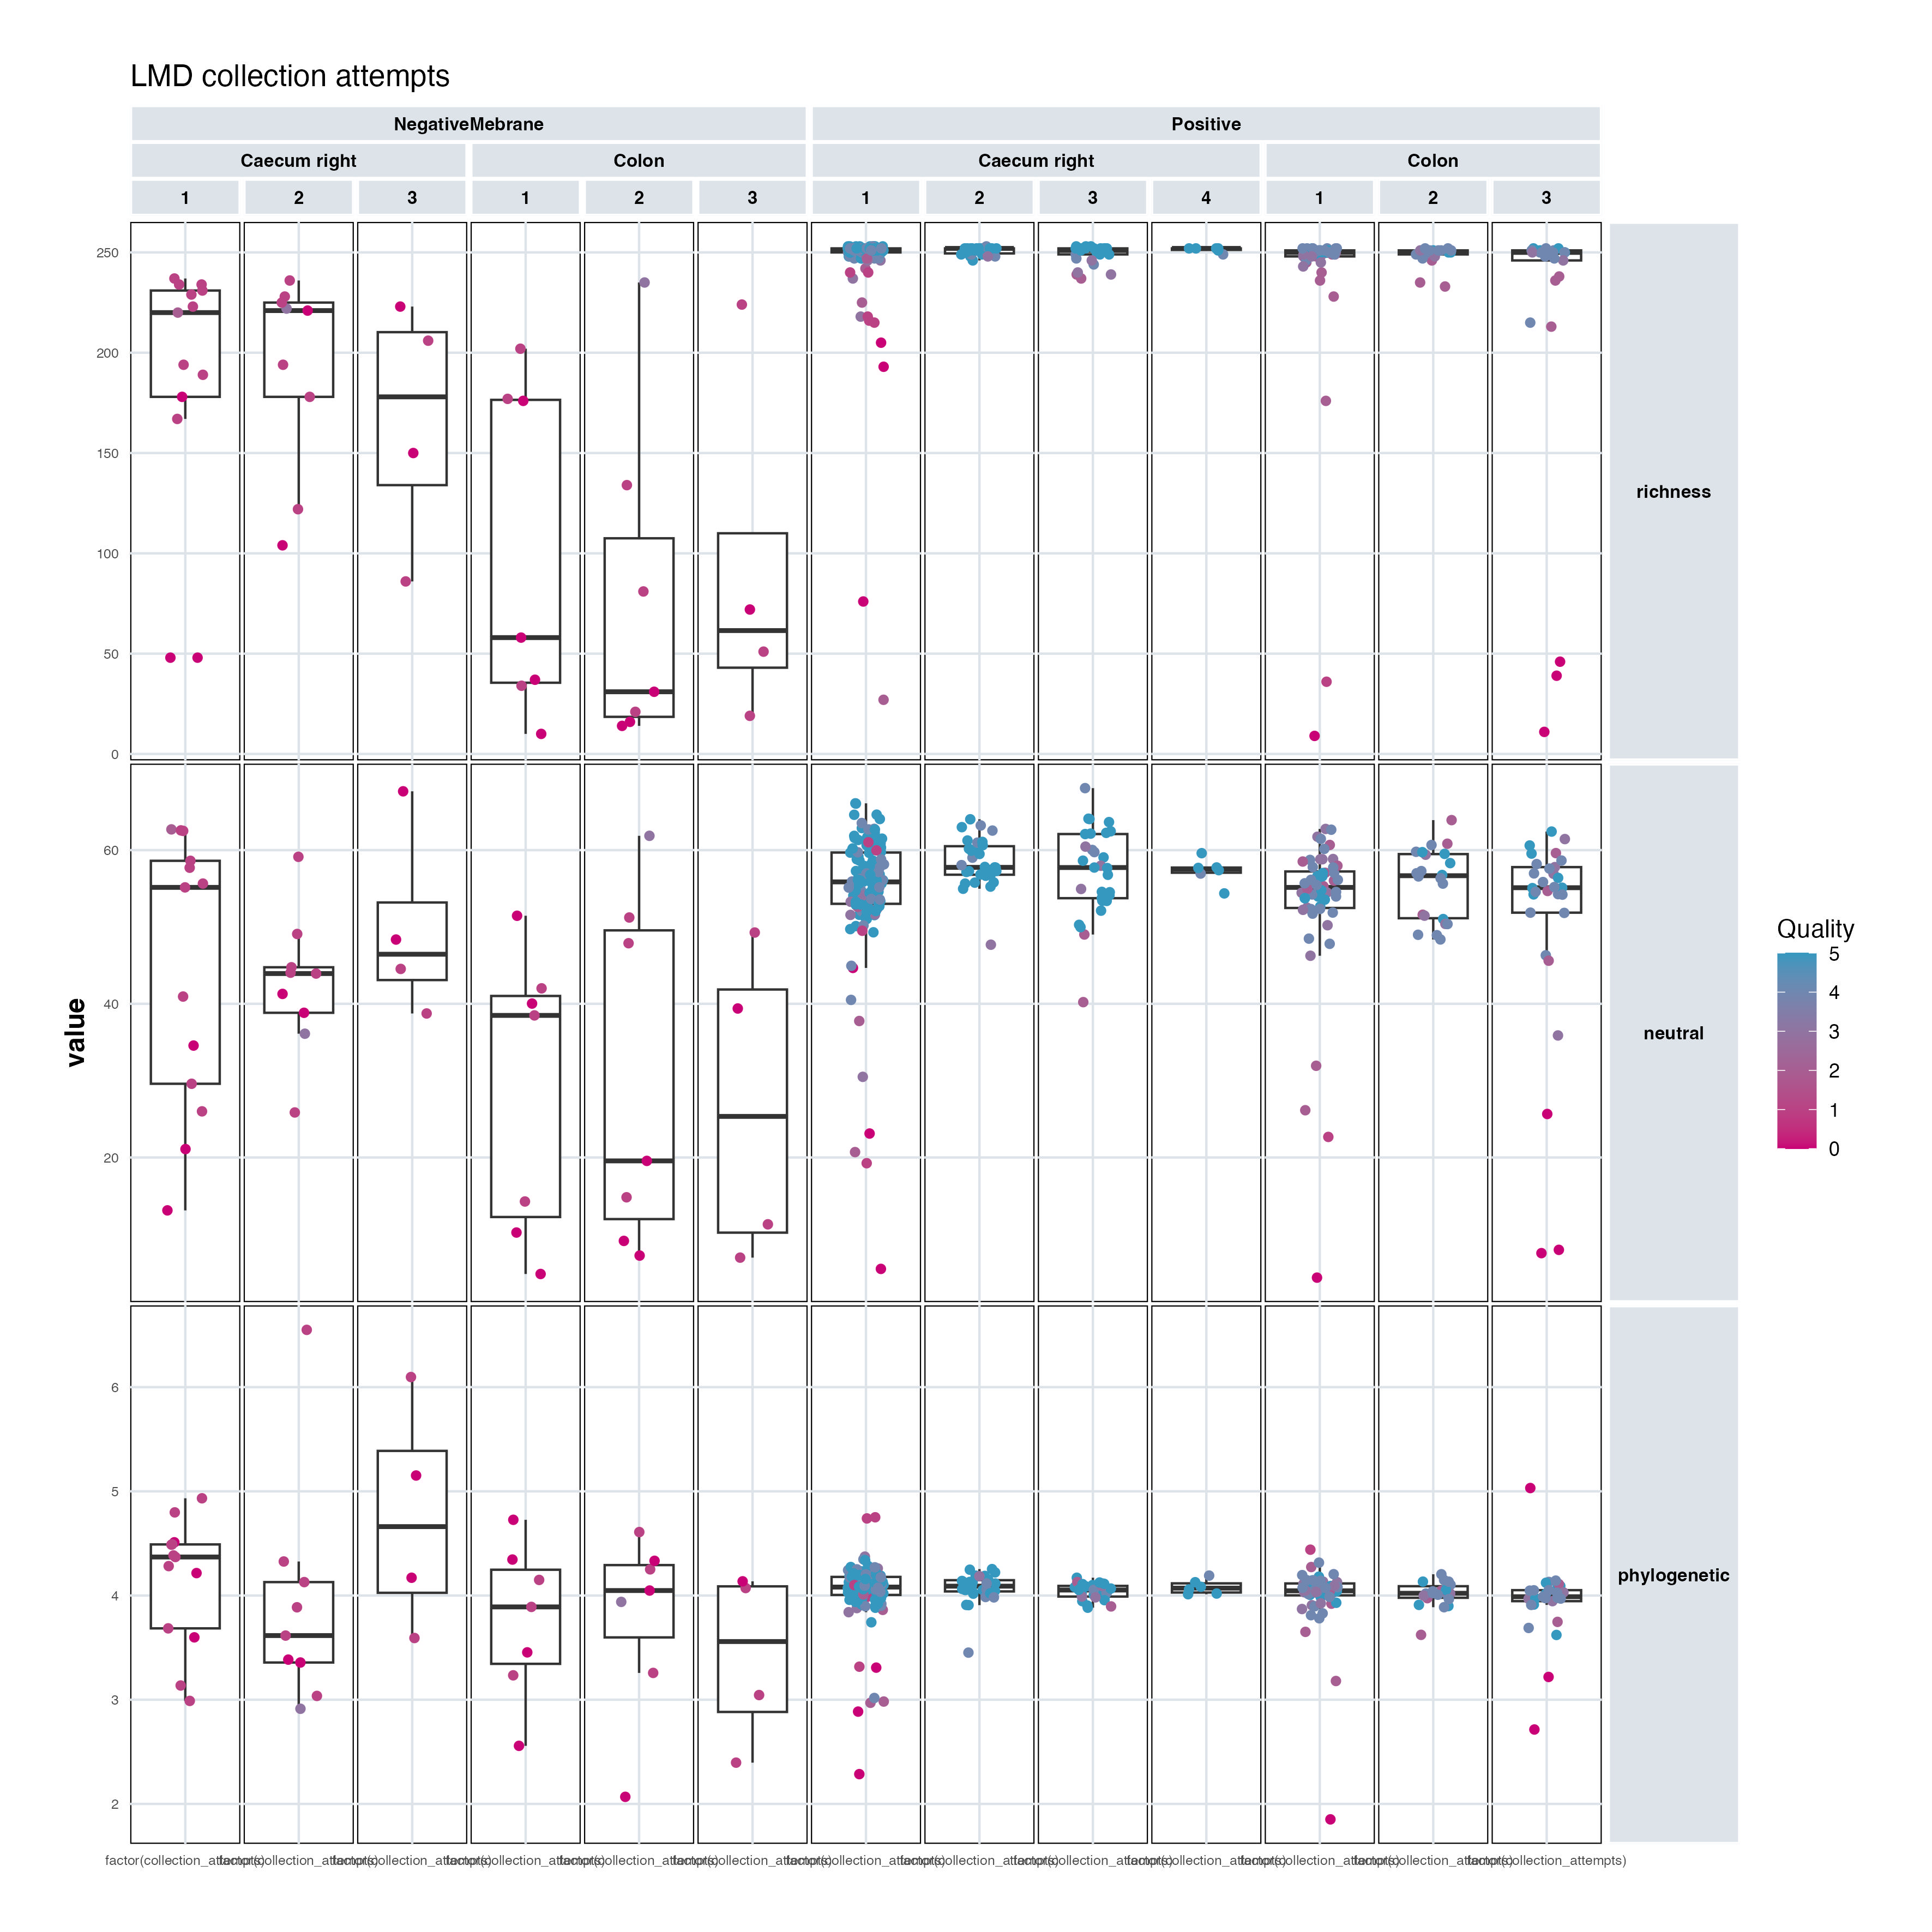 LMD collection attempts
NegativeMebrane Positive
Caecum right Colon Caecum right Colon
1 2 3 1 2 3 1 2 3 4 1 2 3
250
200
150
100
50
0
richness
60
40
20
neutral
6
5
4
3
2
phylogenetic
value
Quality
5
4
3
2
1
0
factor(collection_attempts) factor(collection_attempts) factor(collection_attempts) factor(collection_attempts) factor(collection_attempts) factor(collection_attempts) factor(collection_attempts) factor(collection_attempts) factor(collection_attempts) factor(collection_attempts) factor(collection_attempts) factor(collection_attempts) factor(collection_attempts)